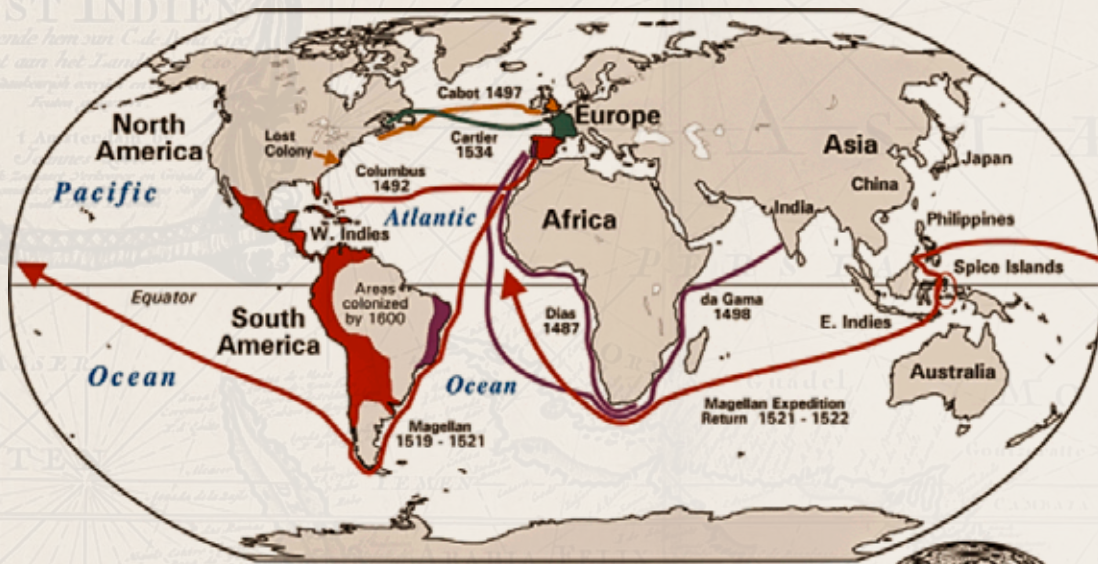 Cabot 1497
North
America
Lost
Colony
Cartier
1534
Europe
Asia
Japan
Pacific
Columbus
1492
China
Atlantic
Africa
India
Philippines
W. Indies
Spice Islands
Equator
Areas
colonized
by 1600
South
America
Dias
1487
da Gama
1498
E. Indies
Ocean
Ocean
Australia
Magellan
1519 - 1521
Magellan Expedition
Return 1521 - 1522